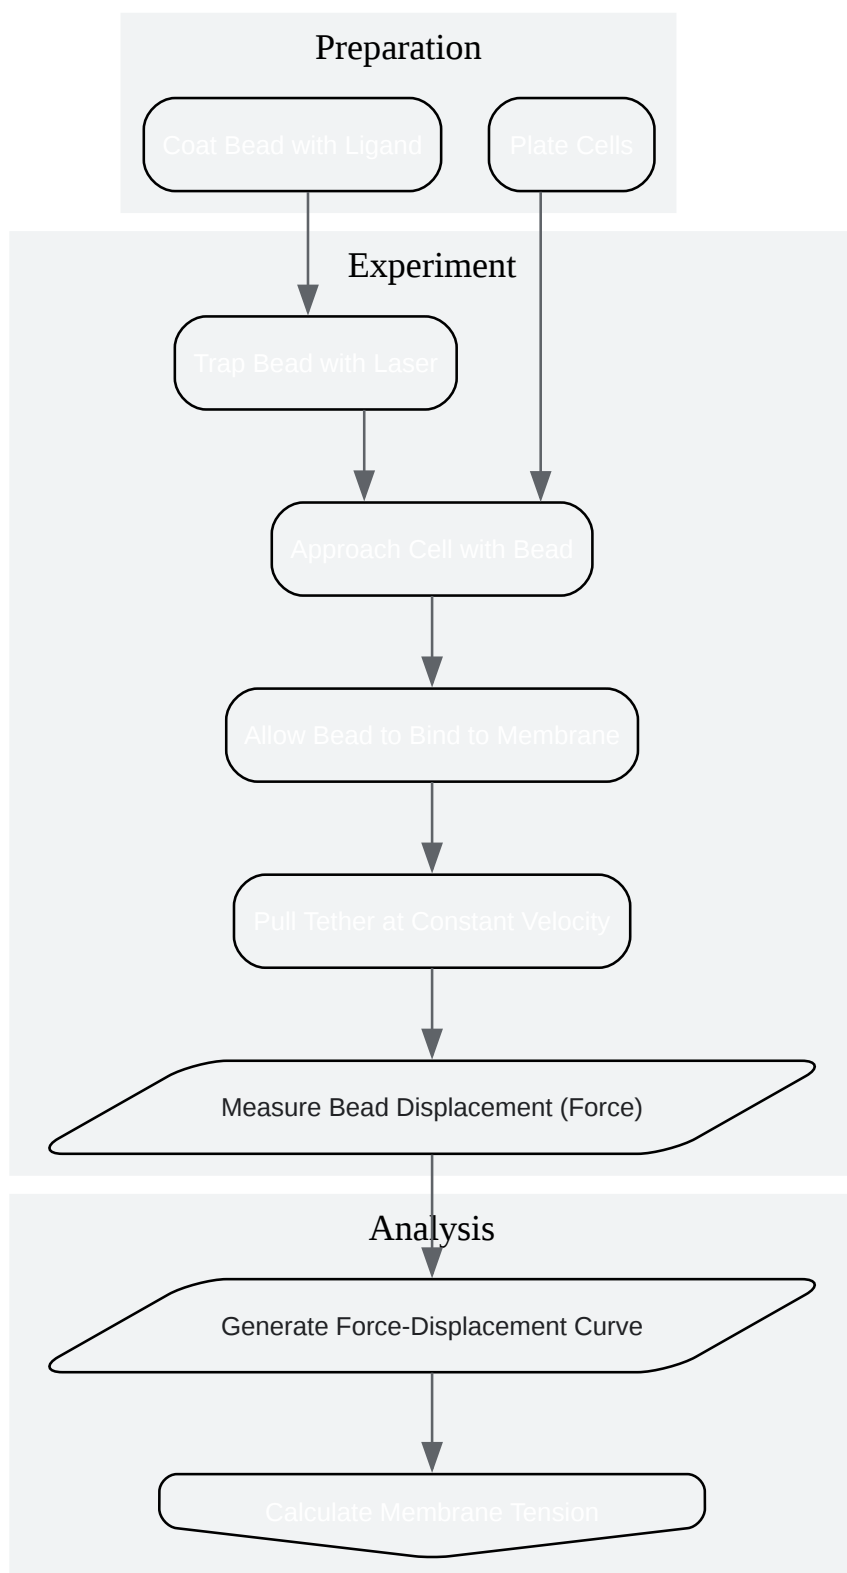 Preparation
Coat Bead with Ligand
Plate Cells
Experiment
Trap Bead with Laser
Approach Cell with Bead
Allow Bead to Bind to Membrane
Pull Tether at Constant Velocity
Measure Bead Displacement (Force)
Analysis
Generate Force-Displacement Curve
Calculate Membrane Tension